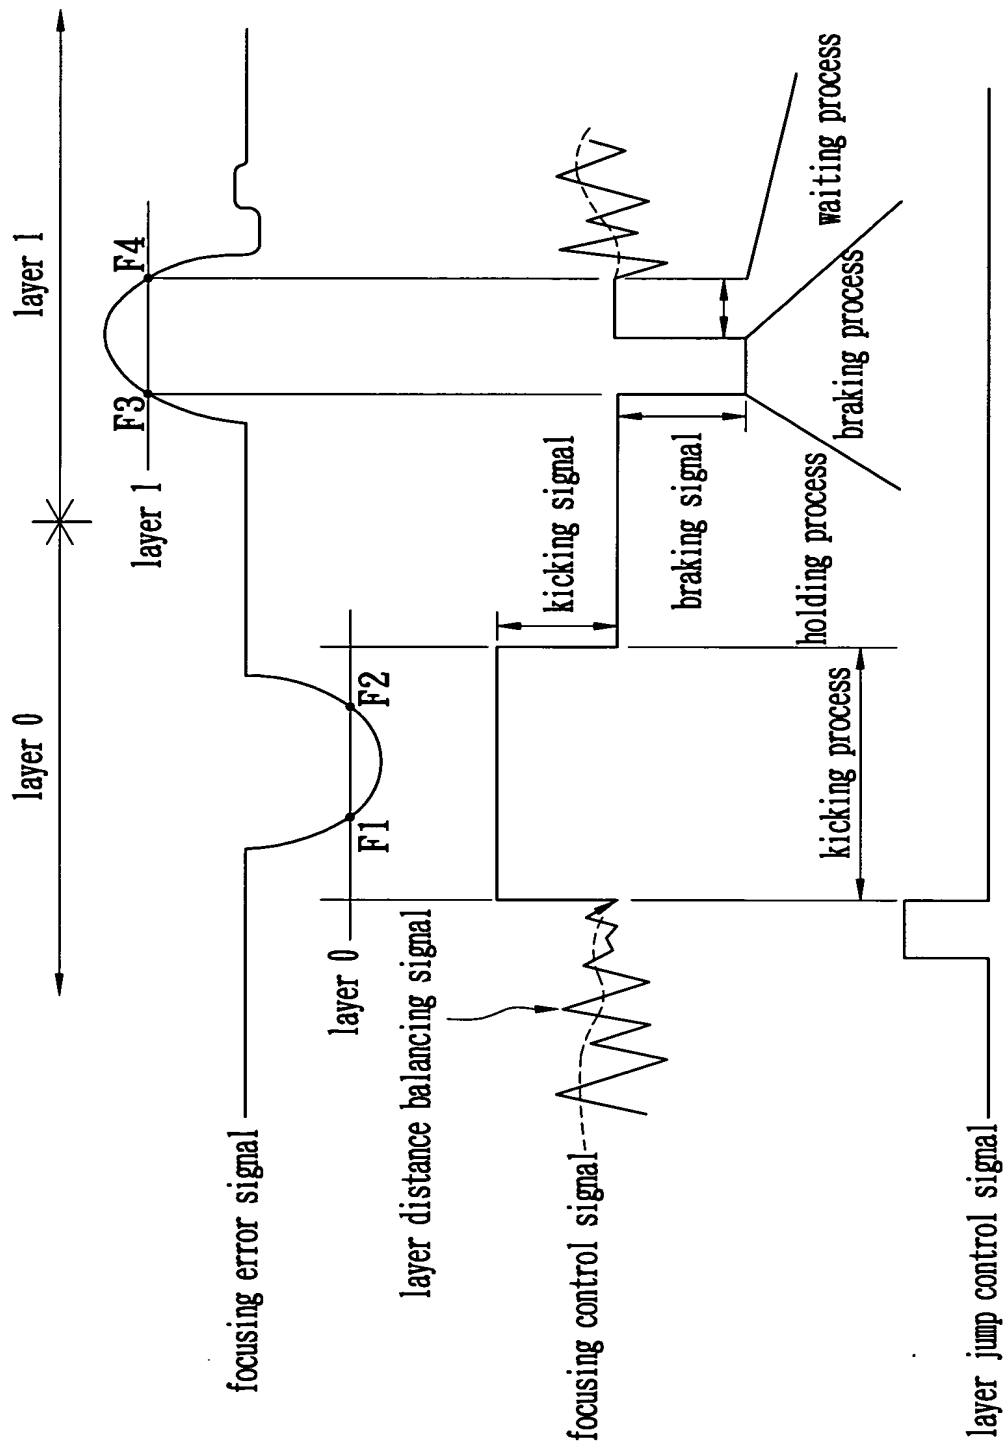 layer 0
layer 1
focusing error signal
F1
F2
F3
F4
layer 0
layer 1
layer distance balancing signal
focusing control signal
kicking signal
braking signal
kicking process
holding process
braking process
waiting process
layer jump control signal